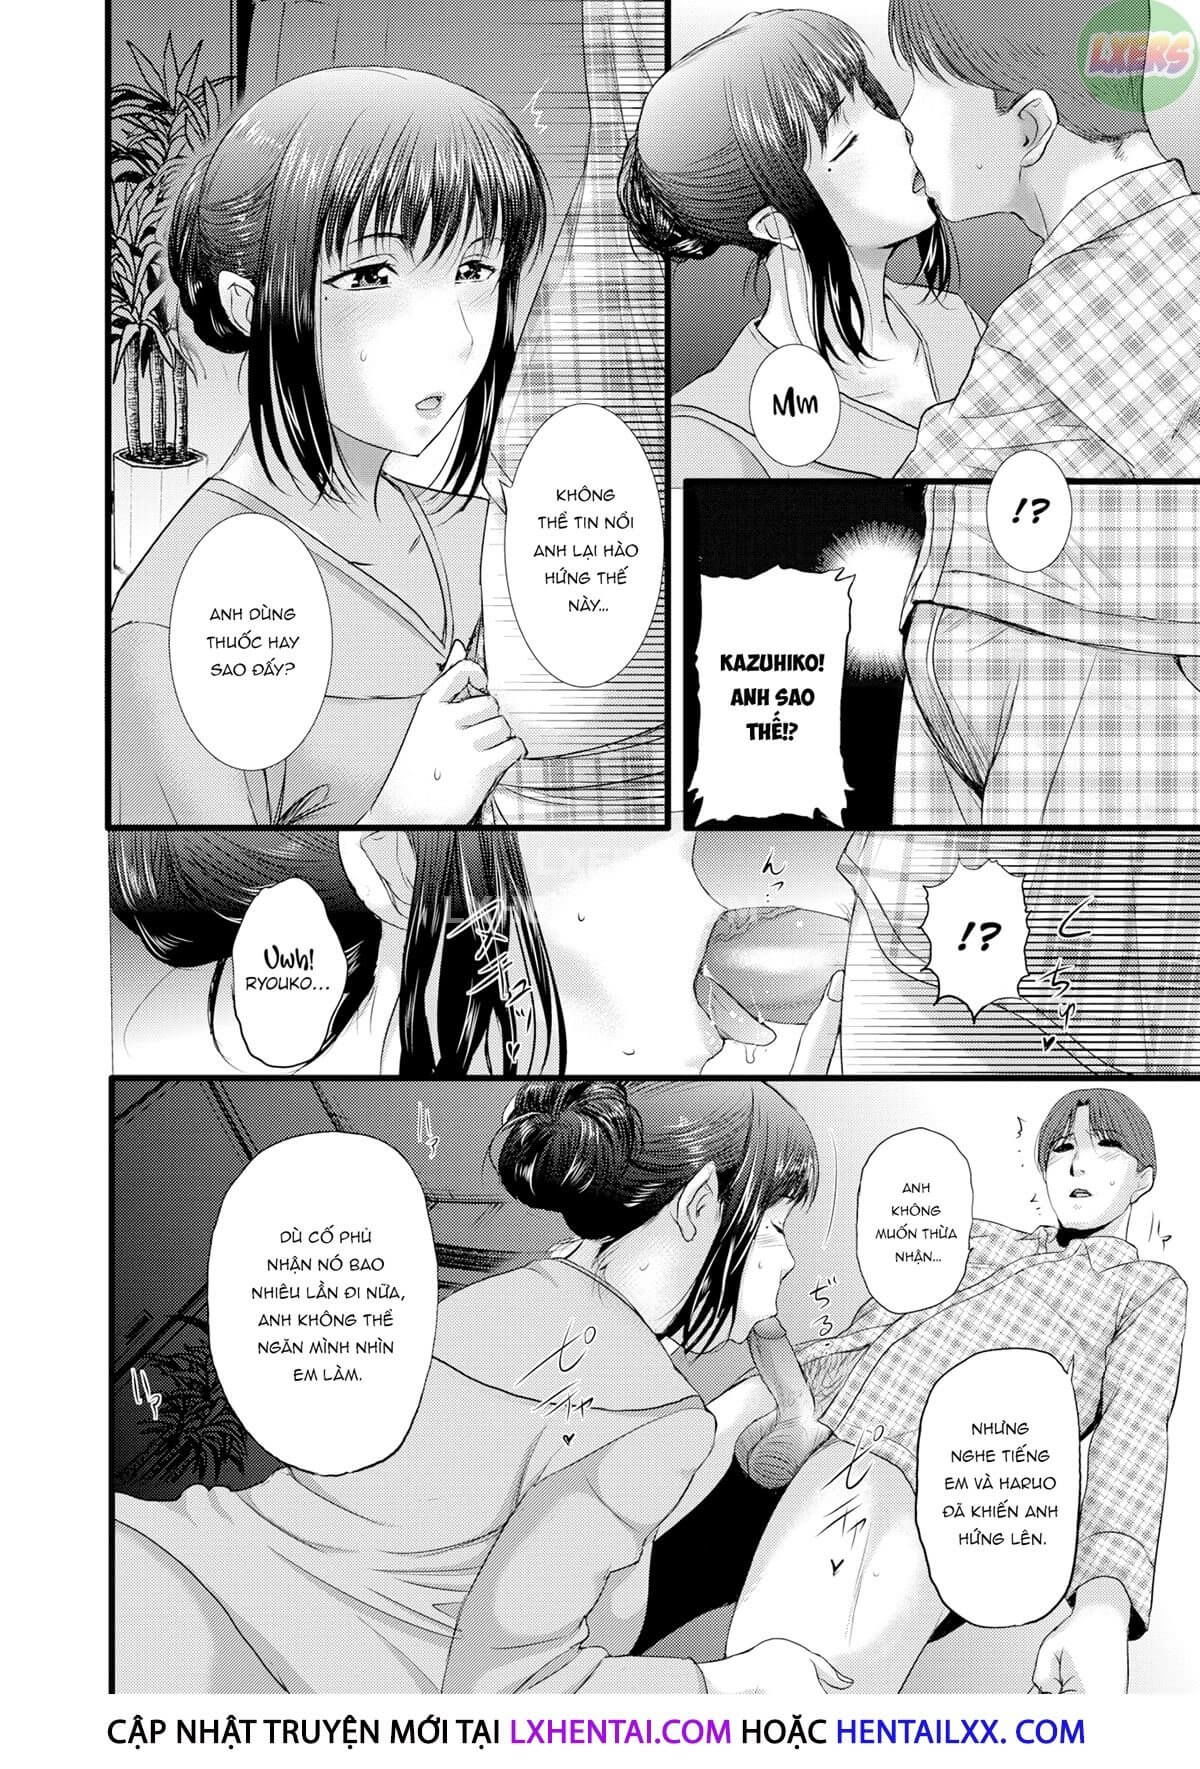 LXERS
Mm
!?
KAZUHIKO!
ANH SAO
THẾ!?
KHÔNG
THỂ TIN NỔI
ANH LẠI HÀO
HỨNG THẾ
NÀY...
ANH DÙNG
THUỐC HAY
SAO ĐẤY?
!?
Uwh!
RYOUKO...
ANH
KHÔNG
MUỐN THỪA
NHẬN...
NHƯNG
NGHE TIẾNG
EM VÀ HARUO
ĐÃ KHIẾN ANH
HỨNG LÊN.
DÙ CỐ PHỦ
NHẬN NÓ BAO
NHIÊU LẦN ĐI NỮA,
ANH KHÔNG THỂ
NGĂN MÌNH NHÌN
EM LÀM.
CẬP NHẬT TRUYỆN MỚI TẠI LXHENTAI.COM HOẶC HENTAILXX. COM